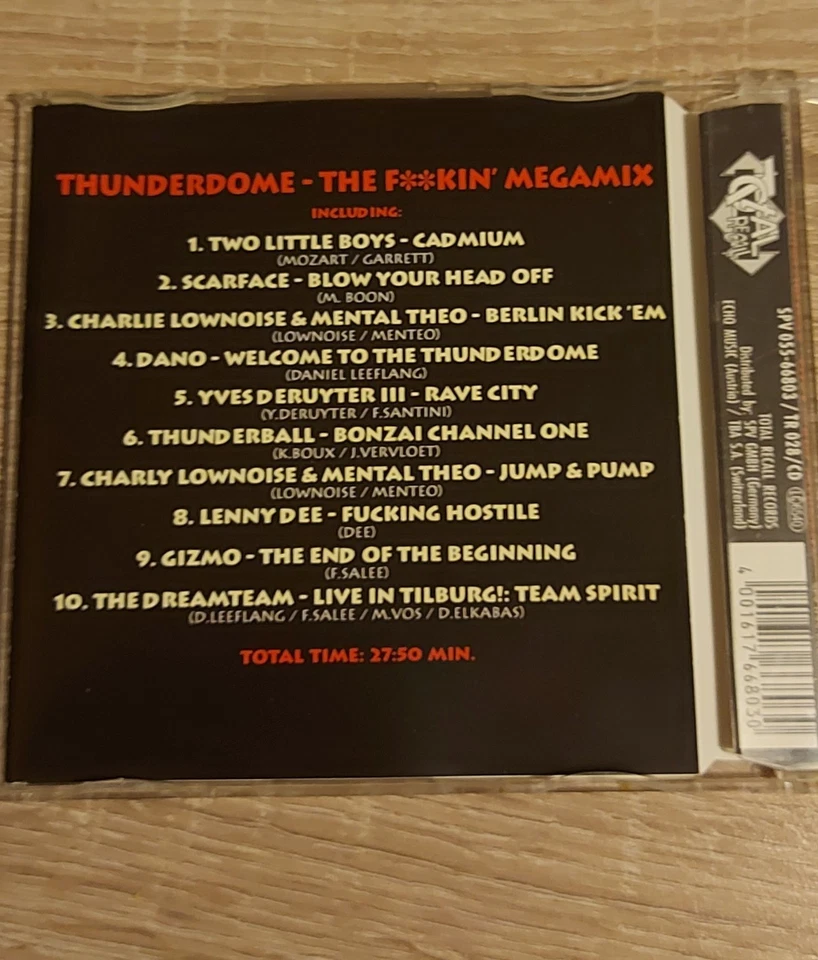 THUNDERDOME - THE F**KIN' MEGAMIX
INCLUDING:
1. TWO LITTLE BOYS - CADMIUM
(MOZART / GARRETT)
2. SCARFACE - BLOW YOUR HEAD OFF
(M. BOON)
3. CHARLIE LOWNOISE & MENTAL THEO - BERLIN KICK 'EM
(LOWNOISE / MENTEO)
4. DANO - WELCOME TO THE THUNDERDOME
(DANIEL LEEFLANG)
5. YVES DERUYTER III - RAVE CITY
(Y.DERUYTER / F.SANTINI)
6. THUNDERBALL - BONZAI CHANNEL ONE
(K.BOUX / J.VERVLOET)
7. CHARLY LOWNOISE & MENTAL THEO - JUMP & PUMP
(LOWNOISE / MENTEO)
8. LENNY DEE - FUCKING HOSTILE
(DEE)
9. GIZMO - THE END OF THE BEGINNING
(F.SALEE)
10. THE DREAMTEAM - LIVE IN TILBURG!: TEAM SPIRIT
(D.LEEFLANG / F.SALEE / M.VOS / D.ELKABAS)
TOTAL TIME: 27:50 MIN.
TOTAL
RECALL
SPV 055-66803 / TR 028/CD
TOTAL RECALL RECORDS
Distributed by: SPV GMBH (Germany)
ECHO MUSIC (Austria) / TBA S.A. (Switzerland)
4 001617 668030